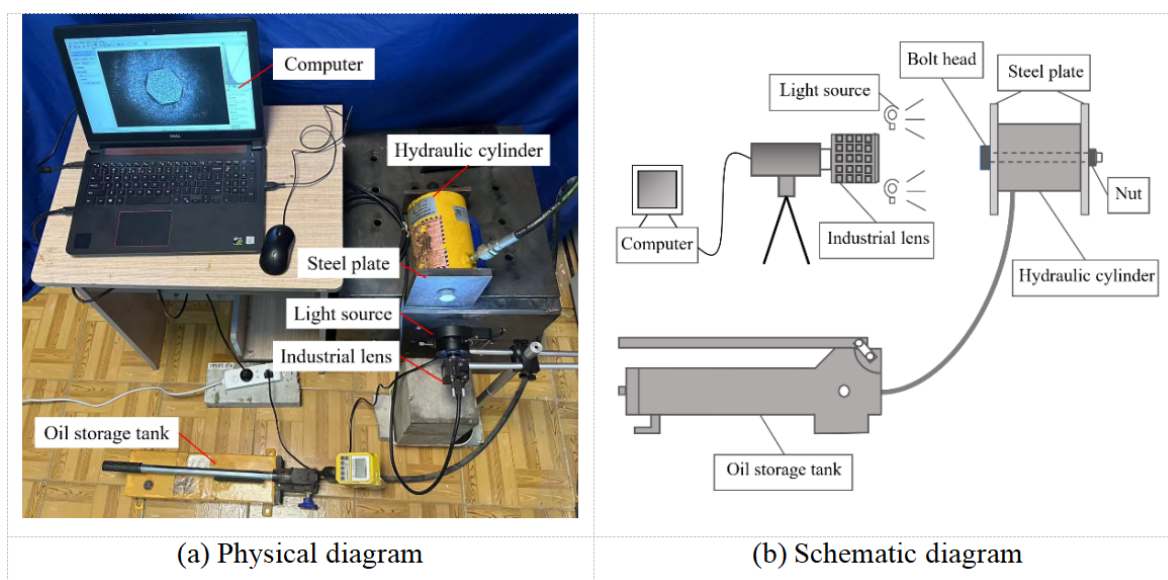 Computer
Hydraulic cylinder
Steel plate
Light source
Industrial lens
Oil storage tank
DELL
(a) Physical diagram
Bolt head
Steel plate
Light source
Computer
Industrial lens
Nut
Hydraulic cylinder
Oil storage tank
(b) Schematic diagram